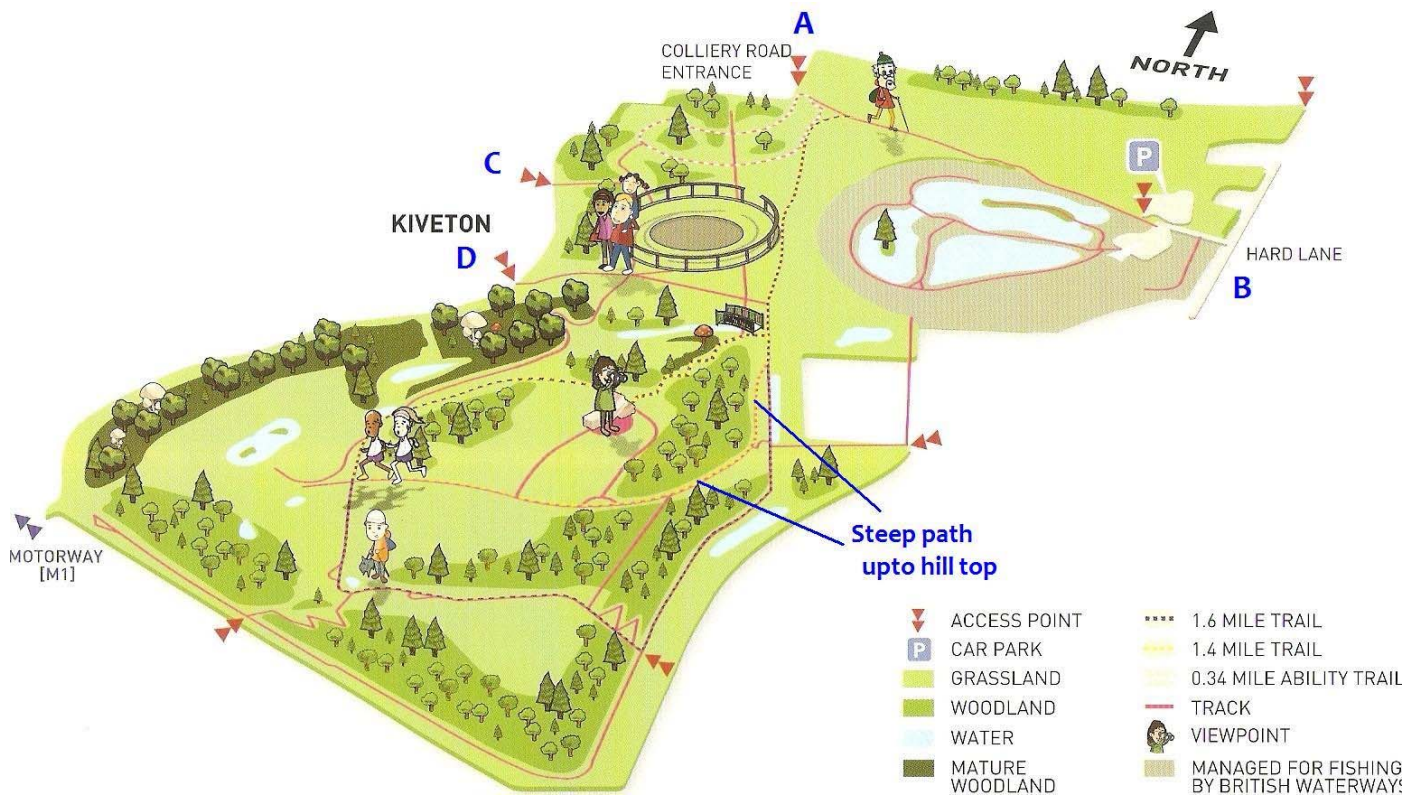 A
COLLIERY ROAD
ENTRANCE
NORTH
P
C
KIVETON
D
HARD LANE
B
Steep path
upto hill top
MOTORWAY
[M1]
ACCESS POINT
P CAR PARK
GRASSLAND
WOODLAND
WATER
MATURE
WOODLAND
1.6 MILE TRAIL
1.4 MILE TRAIL
0.34 MILE ABILITY TRAIL
TRACK
VIEWPOINT
MANAGED FOR FISHING
BY BRITISH WATERWAYS